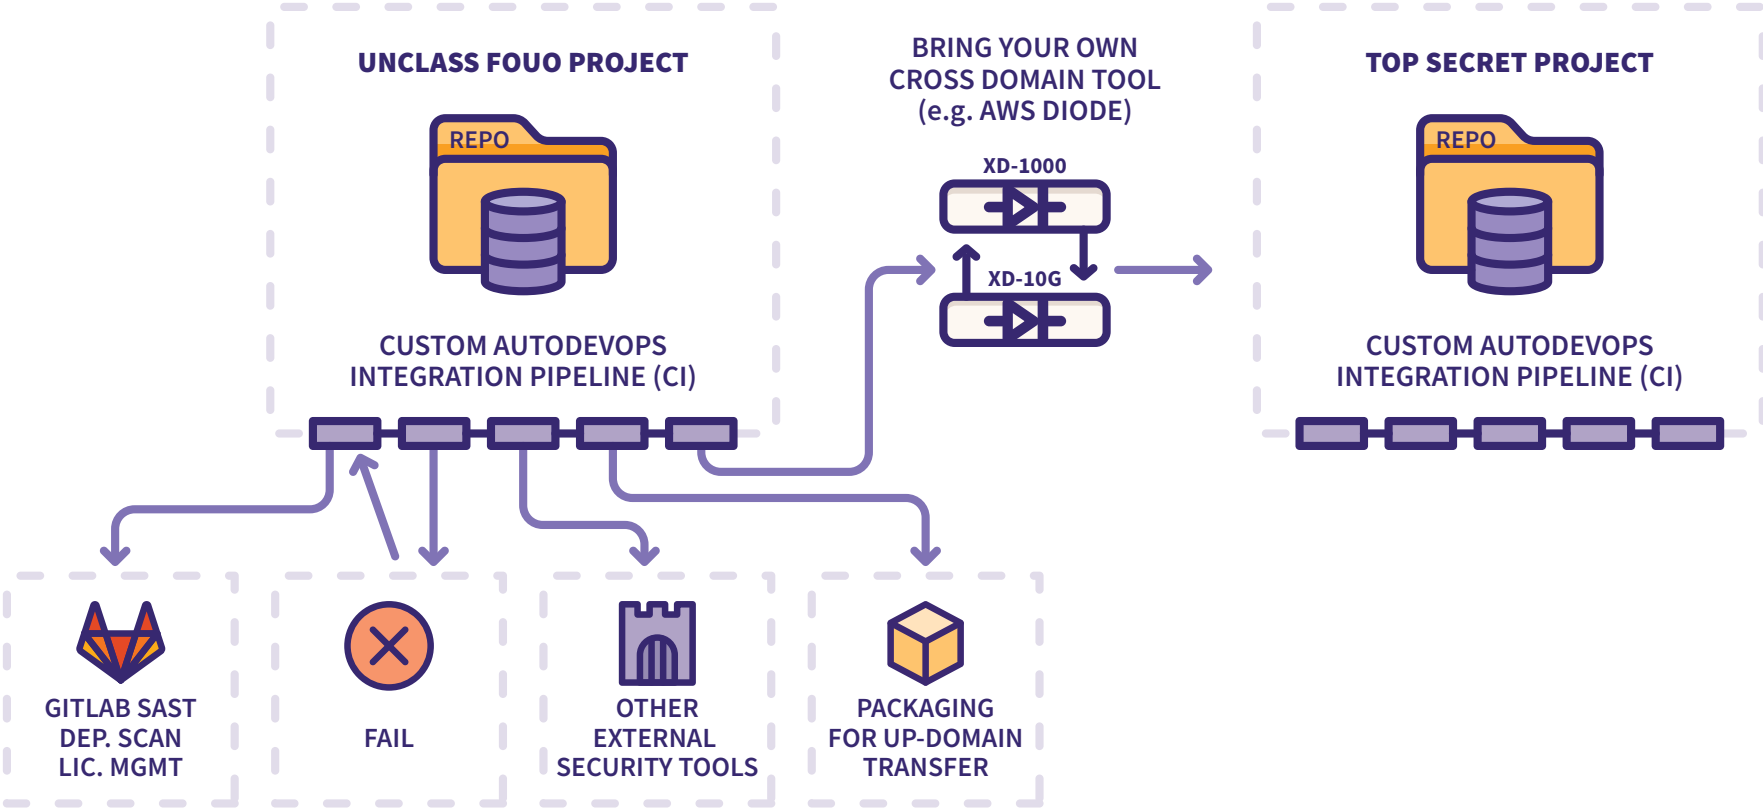 UNCLASS FOUO PROJECT
REPO
CUSTOM AUTODEVOPS
INTEGRATION PIPELINE (CI)
BRING YOUR OWN
CROSS DOMAIN TOOL
(e.g. AWS DIODE)
XD-1000
XD-10G
TOP SECRET PROJECT
REPO
CUSTOM AUTODEVOPS
INTEGRATION PIPELINE (CI)
GITLAB SAST
DEP. SCAN
LIC. MGMT
FAIL
OTHER
EXTERNAL
SECURITY TOOLS
PACKAGING
FOR UP-DOMAIN
TRANSFER